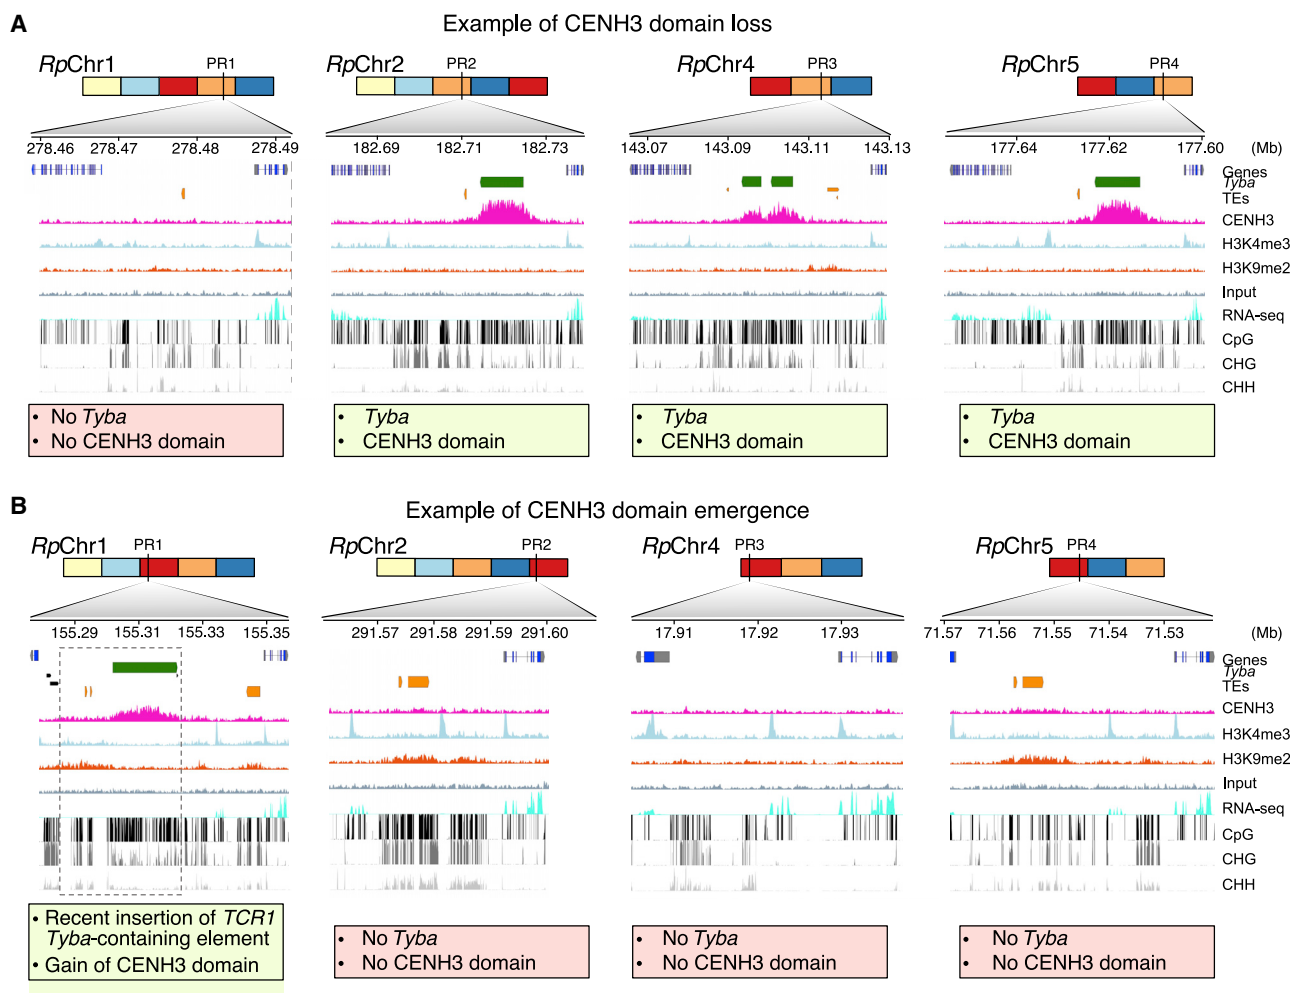 A
Example of CENH3 domain loss
RpChr1
PR1
RpChr2
PR2
RpChr4
PR3
RpChr5
PR4
278.46 278.47 278.48 278.49
182.69 182.71 182.73
143.07 143.09 143.11 143.13
177.64 177.62 177.60 (Mb)
Genes
Tyba
TEs
CENH3
H3K4me3
H3K9me2
Input
RNA-seq
CpG
CHG
CHH
• No Tyba
• No CENH3 domain
• Tyba
• CENH3 domain
• Tyba
• CENH3 domain
• Tyba
• CENH3 domain
B
Example of CENH3 domain emergence
RpChr1
PR1
RpChr2
PR2
RpChr4
PR3
RpChr5
PR4
155.29 155.31 155.33 155.35
291.57 291.58 291.59 291.60
17.91 17.92 17.93
71.57 71.56 71.55 71.54 71.53 (Mb)
Genes
Tyba
TEs
CENH3
H3K4me3
H3K9me2
Input
RNA-seq
CpG
CHG
CHH
• Recent insertion of TCR1
Tyba-containing element
• Gain of CENH3 domain
• No Tyba
• No CENH3 domain
• No Tyba
• No CENH3 domain
• No Tyba
• No CENH3 domain